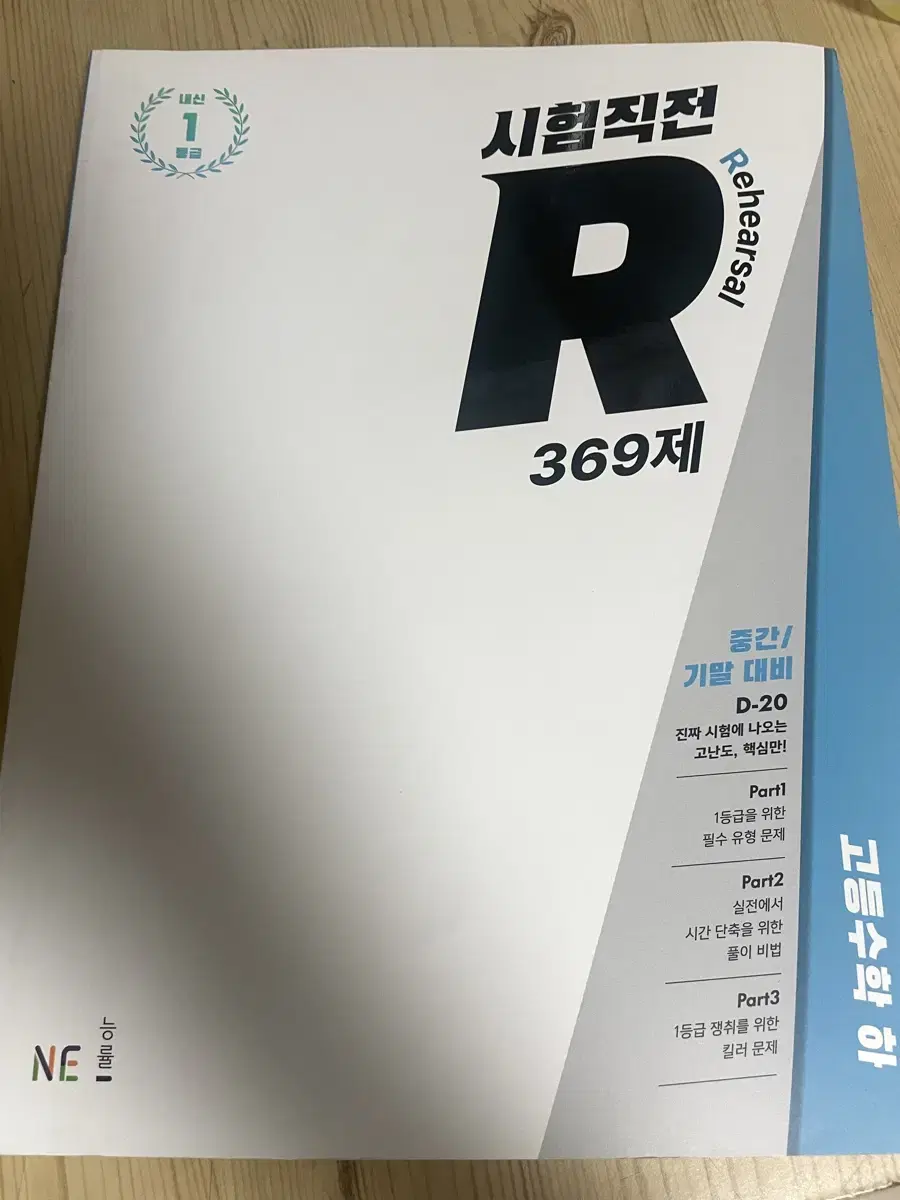 내신
1
등급
시험직전
R
Rehearsal
369제
중간/
기말 대비
D-20
진짜 시험에 나오는
고난도, 핵심만!
Part1
1등급을 위한
필수 유형 문제
Part2
실전에서
시간 단축을 위한
풀이 비법
Part3
1등급 쟁취를 위한
킬러 문제
고등수학 하
NE 능률